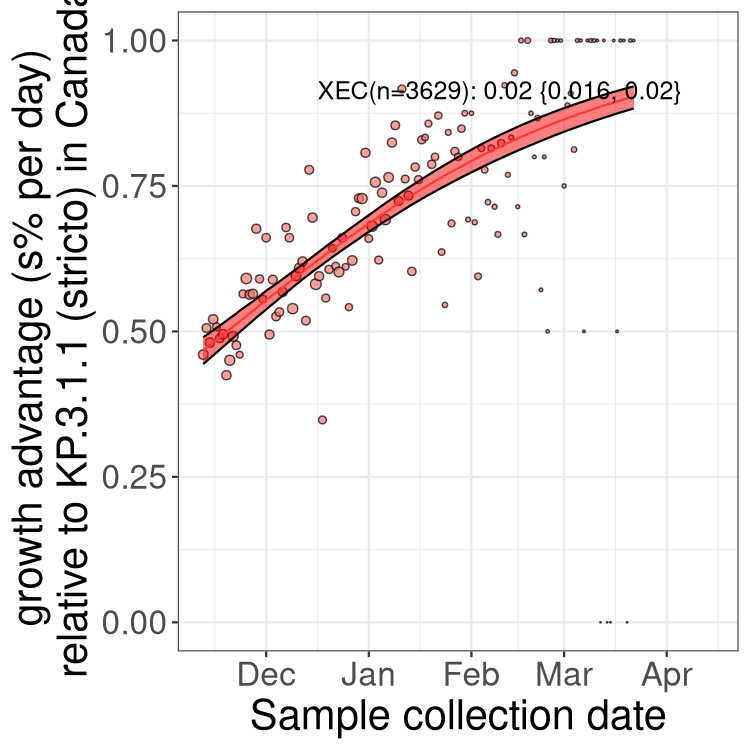 growth advantage (s% per day)
relative to KP.3.1.1 (stricto) in Canada
1.00
0.75
0.50
0.25
0.00
XEC(n=3629): 0.02 {0.016, 0.02}
Dec Jan Feb Mar Apr
Sample collection date